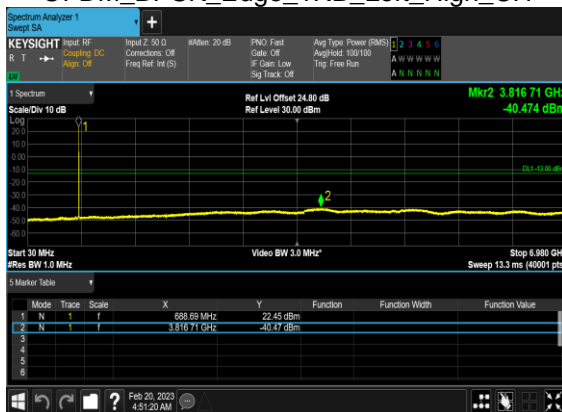 Spectrum Analyzer 1
Swept SA
+
KEYSIGHT Input: RF Input Z: 50 Ω #Atten: 20 dB PNO: Fast Avg Type: Power (RMS) 1 2 3 4 5 6
R T Coupling: DC Corrections: Off Gate: Off Avg|Hold: 100/100 A W W W W W
Align: Off Freq Ref: Int (S) IF Gain: Low Trig: Free Run
LU Sig Track: Off A N N N N N
1 Spectrum Ref Lvl Offset 24.80 dB Mkr2 3.816 71 GH
Scale/Div 10 dB Ref Level 30.00 dBm -40.474 dBm
Log
20.0
10.0
0.00
-10.0
-20.0
-30.0
-40.0
-50.0
-60.0
1
DL1 -13.00 dB
2
Start 30 MHz Video BW 3.0 MHz* Stop 6.980 GH
#Res BW 1.0 MHz Sweep 13.3 ms (40001 pts
5 Marker Table
Mode Trace Scale X Y Function Function Width Function Value
1 N 1 f 688.69 MHz 22.45 dBm
2 N 1 f 3.816 71 GHz -40.47 dBm
3
4
5
6
? Feb 20, 2023
4:51:20 AM